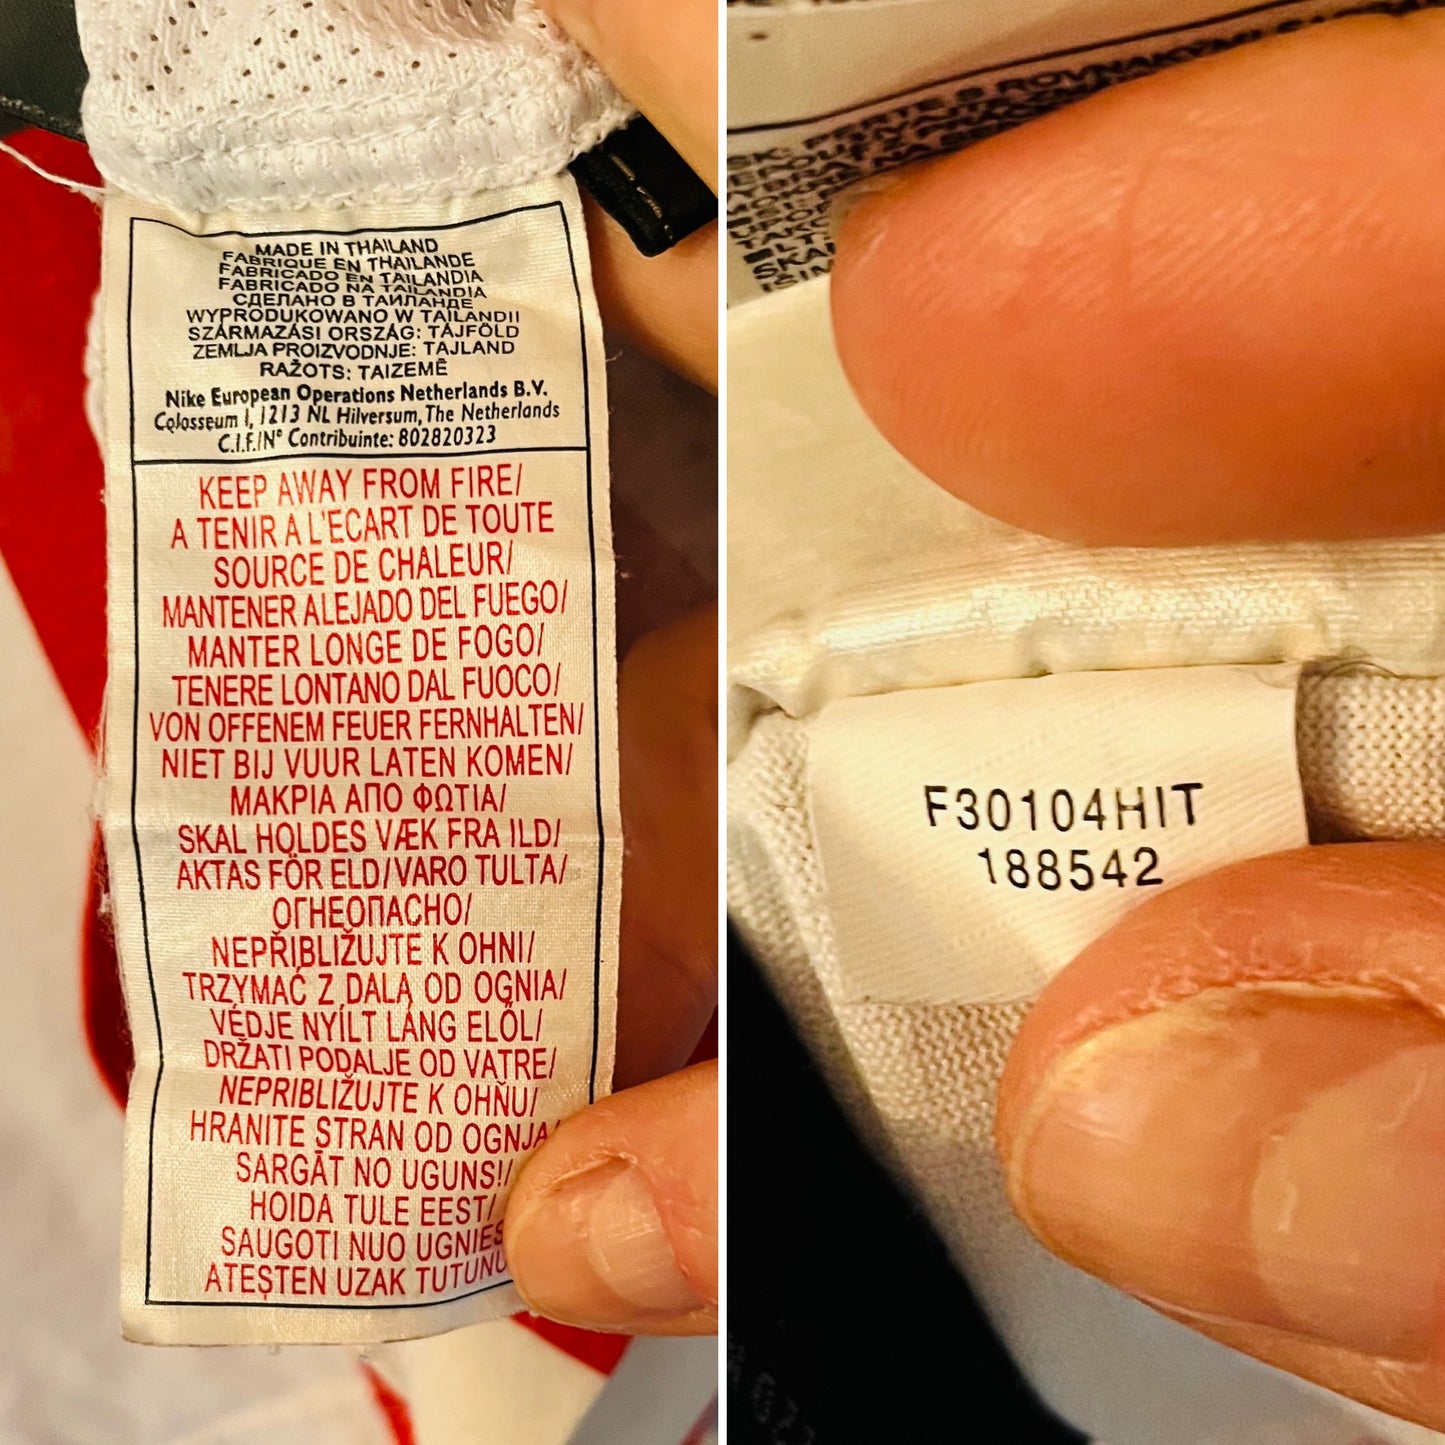 MADE IN THAILAND
FABRIQUE EN THAILANDE
FABRICADO EN TAILANDIA
FABRICADO NA TAILANDIA
СДЕЛАНО В ТАИЛАНДЕ
WYPRODUKOWANO W TAILANDII
SZÁRMAZÁSI ORSZÁG: TÁJFÖLD
ZEMLJA PROIZVODNJE: TAJLAND
RAŽOTS: TAIZEMĒ
Nike European Operations Netherlands B.V.
Colosseum 1, 1213 NL Hilversum, The Netherlands
C.I.F./Nº Contribuinte: 802820323
KEEP AWAY FROM FIRE/
A TENIR A L'ECART DE TOUTE
SOURCE DE CHALEUR/
MANTENER ALEJADO DEL FUEGO/
MANTER LONGE DE FOGO/
TENERE LONTANO DAL FUOCO/
VON OFFENEM FEUER FERNHALTEN/
NIET BIJ VUUR LATEN KOMEN/
ΜΑΚΡΙΑ ΑΠΟ ΦΩΤΙΑ/
SKAL HOLDES VÆK FRA ILD/
AKTAS FÖR ELD/VARO TULTA/
ОГНЕОПАСНО/
NEPŘIBLIŽUJTE K OHNI/
TRZYMAĆ Z DALA OD OGNIA/
VÉDJE NYÍLT LÁNG ELŐL/
DRŽATI PODALJE OD VATRE/
NEPRIBLIŽUJTE K OHŇU/
HRANITE STRAN OD OGNJA/
SARGĀT NO UGUNS!/
HOIDA TULE EEST/
SAUGOTI NUO UGNIES
ATEŞTEN UZAK TUTUNU
S ROVNAKÝMI
F30104HIT
188542